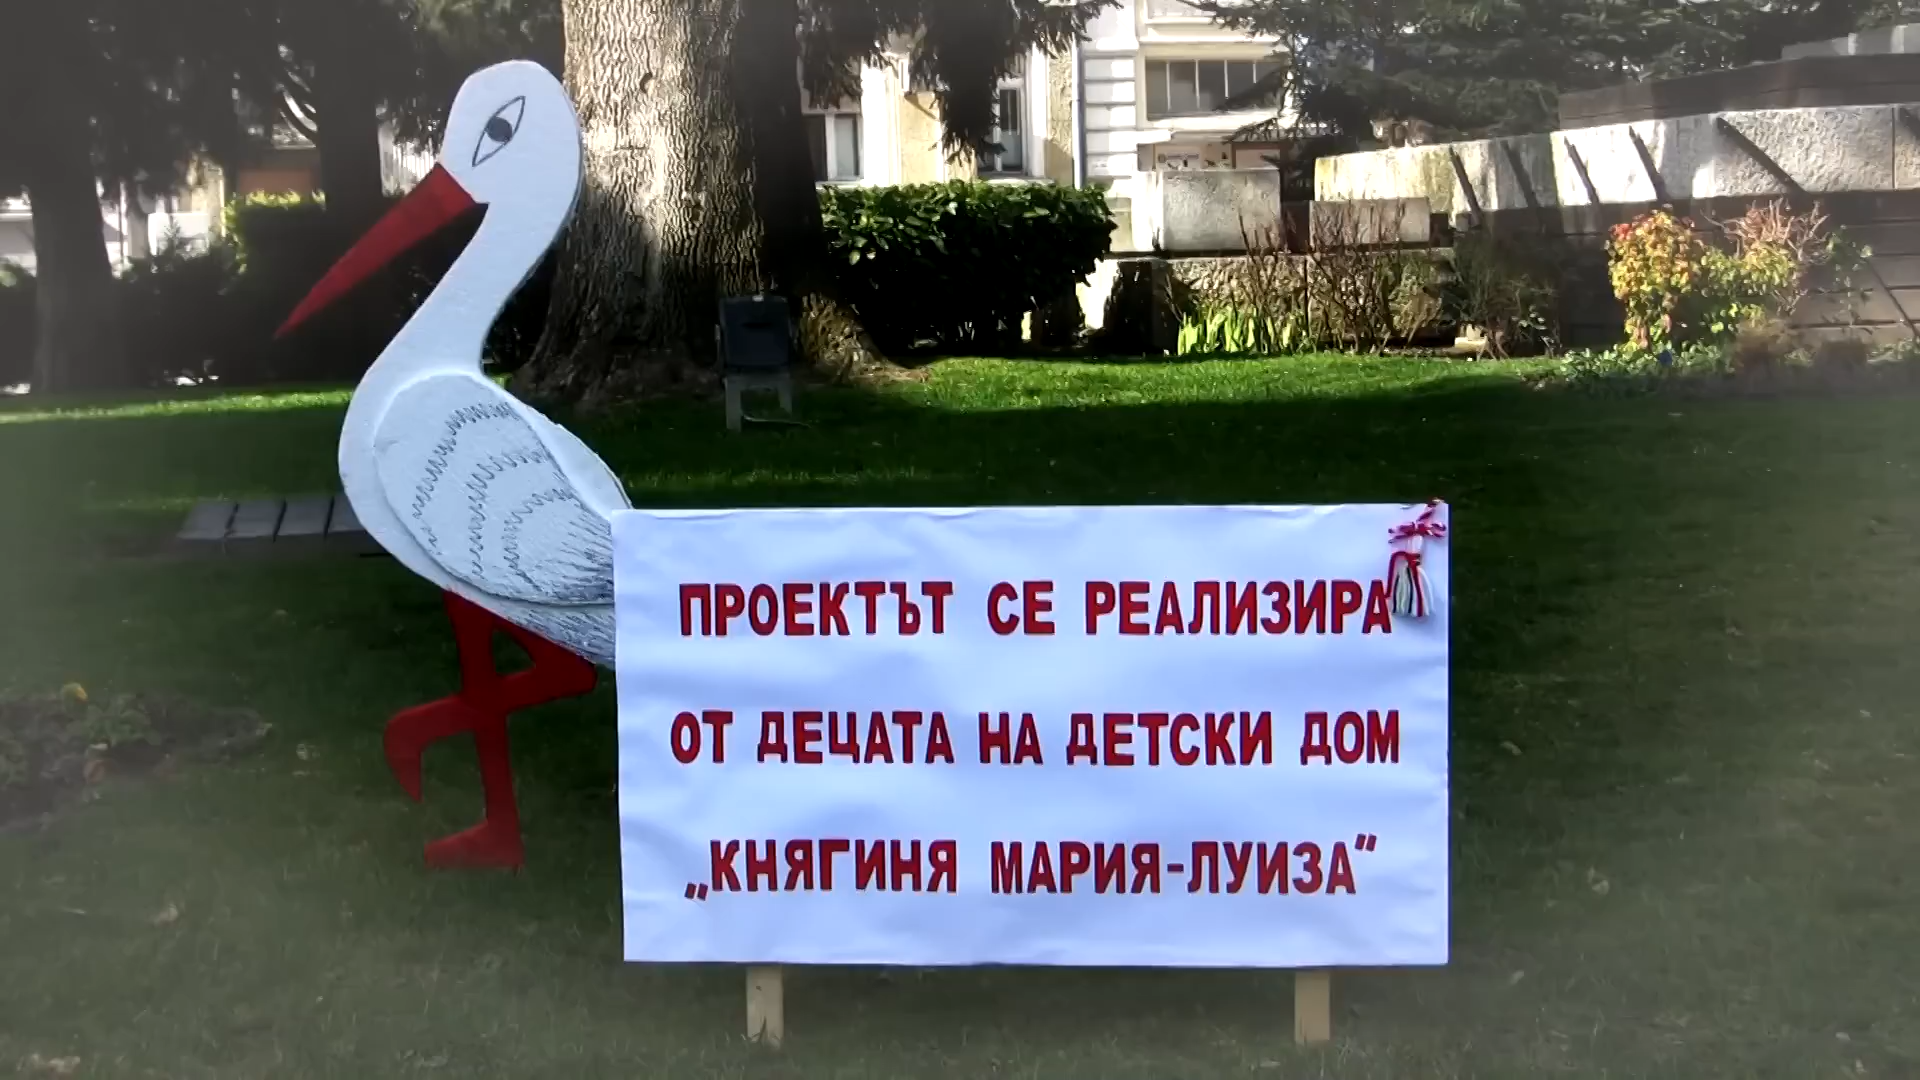 ПРОЕКТЪТ СЕ РЕАЛИЗИРА
ОТ ДЕЦАТА НА ДЕТСКИ ДОМ
„КНЯГИНЯ МАРИЯ-ЛУИЗА“